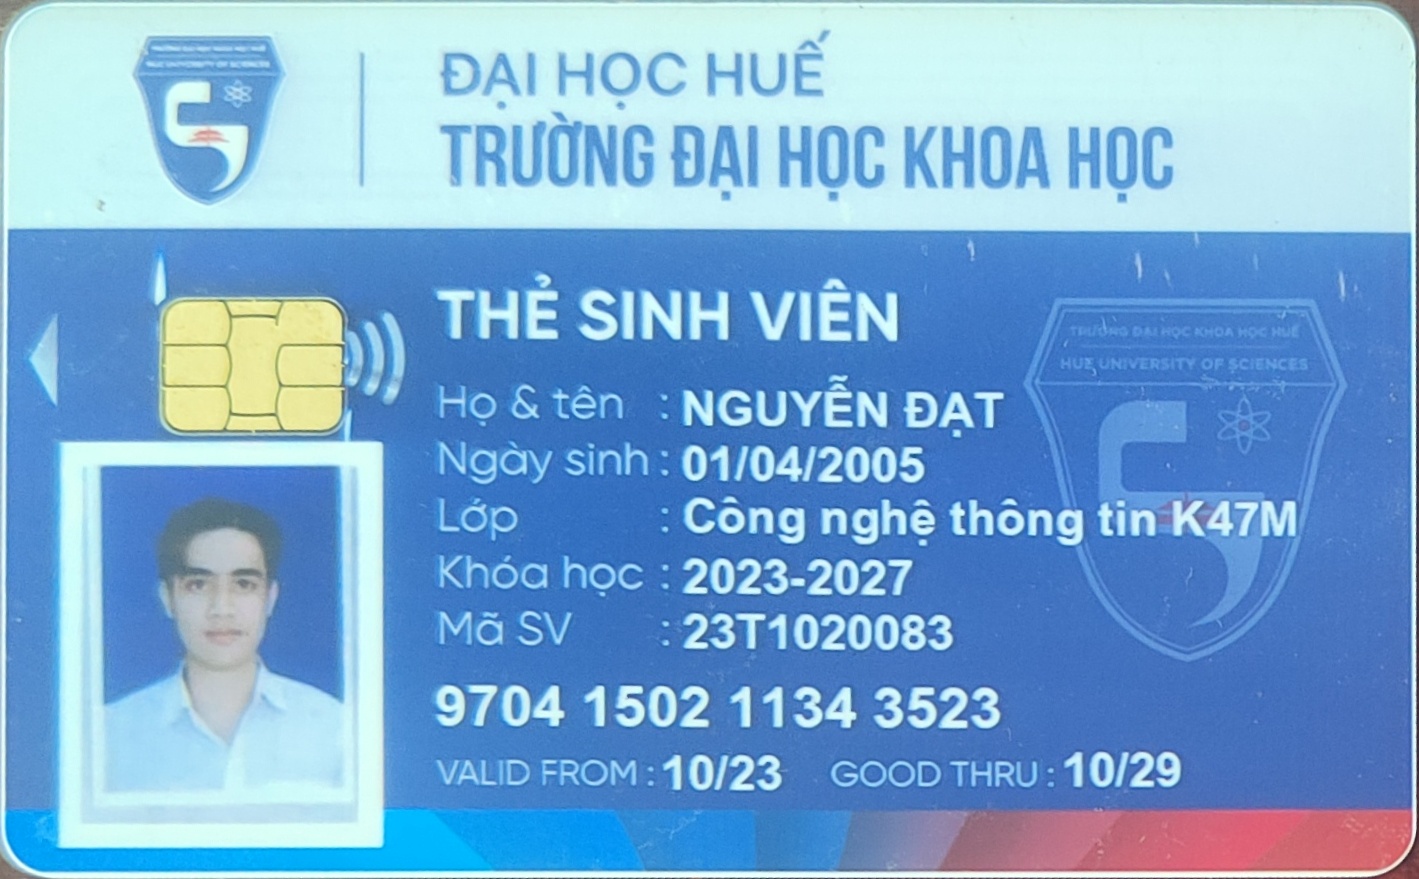 TRƯỜNG ĐẠI HỌC KHOA HỌC HUẾ
HUE UNIVERSITY OF SCIENCES
ĐẠI HỌC HUẾ
TRƯỜNG ĐẠI HỌC KHOA HỌC
THẺ SINH VIÊN
Họ & tên : NGUYỄN ĐẠT
Ngày sinh : 01/04/2005
Lớp : Công nghệ thông tin K47M
Khóa học : 2023-2027
Mã SV : 23T1020083
9704 1502 1134 3523
VALID FROM : 10/23 GOOD THRU : 10/29
TRƯỜNG ĐẠI HỌC KHOA HỌC HUẾ
HUE UNIVERSITY OF SCIENCES